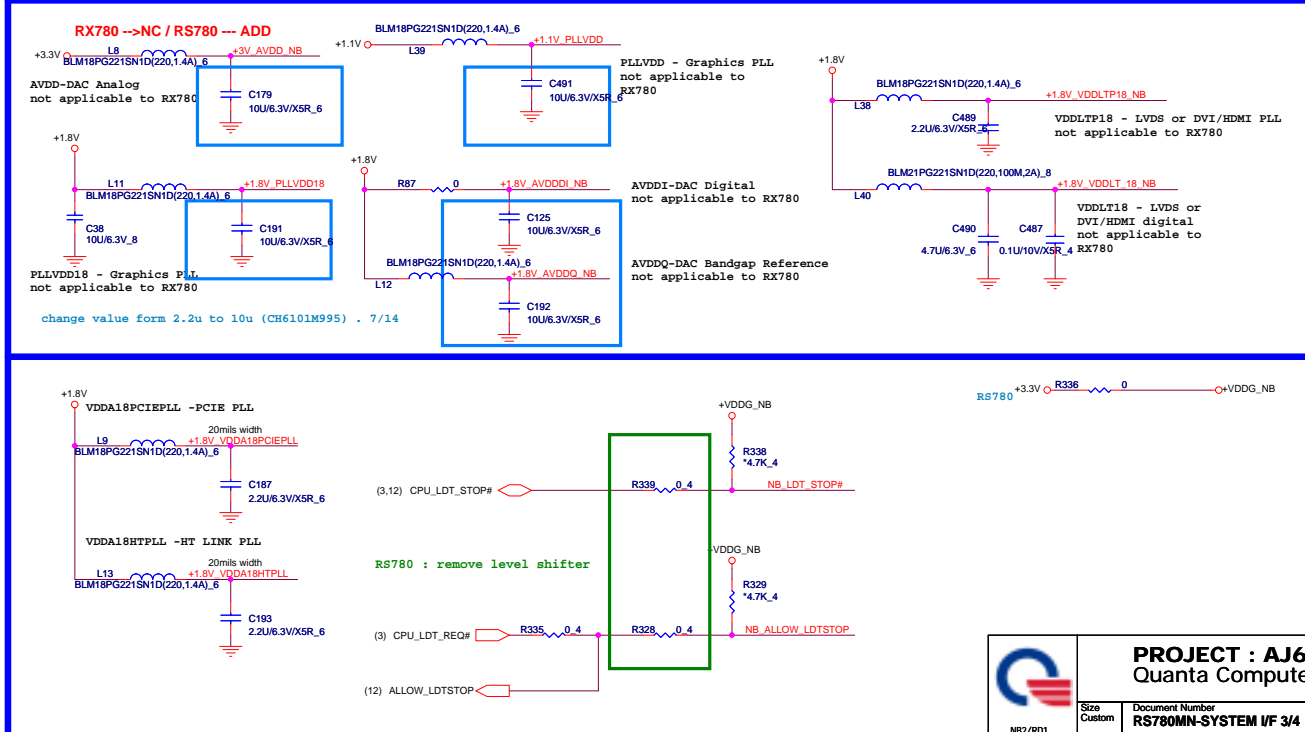 RX780 -->NC / RS780 --- ADD
+3.3V
L8
BLM18PG221SN1D(220,1.4A)_6
+3V_AVDD_NB
AVDD-DAC Analog
not applicable to RX780
C179
10U/6.3V/X5R_6
BLM18PG221SN1D(220,1.4A)_6
+1.1V
L39
+1.1V_PLLVDD
PLLVDD - Graphics PLL
not applicable to
RX780
C491
10U/6.3V/X5R_6
+1.8V
BLM18PG221SN1D(220,1.4A)_6
L38
+1.8V_VDDLTP18_NB
C489
2.2U/6.3V/X5R_6
VDDLTP18 - LVDS or DVI/HDMI PLL
not applicable to RX780
+1.8V
L11
BLM18PG221SN1D(220,1.4A)_6
+1.8V_PLLVDD18
C38
10U/6.3V_8
C191
10U/6.3V/X5R_6
PLLVDD18 - Graphics PLL
not applicable to RX780
+1.8V
R87
0
+1.8V_AVDDDI_NB
AVDDI-DAC Digital
not applicable to RX780
C125
10U/6.3V/X5R_6
BLM18PG221SN1D(220,1.4A)_6
L12
+1.8V_AVDDQ_NB
AVDDQ-DAC Bandgap Reference
not applicable to RX780
C192
10U/6.3V/X5R_6
BLM21PG221SN1D(220,100M,2A)_8
L40
+1.8V_VDDLT_18_NB
VDDLT18 - LVDS or
DVI/HDMI digital
not applicable to
RX780
C490
4.7U/6.3V_6
C487
0.1U/10V/X5R_4
change value form 2.2u to 10u (CH6101M995) . 7/14
+1.8V
VDDA18PCIEPLL -PCIE PLL
20mils width
L9
+1.8V_VDDA18PCIEPLL
BLM18PG221SN1D(220,1.4A)_6
C187
2.2U/6.3V/X5R_6
VDDA18HTPLL -HT LINK PLL
20mils width
L13
+1.8V_VDDA18HTPLL
BLM18PG221SN1D(220,1.4A)_6
C193
2.2U/6.3V/X5R_6
+VDDG_NB
R338
*4.7K_4
(3,12) CPU_LDT_STOP#
R339
0_4
NB_LDT_STOP#
RS780 : remove level shifter
+VDDG_NB
R329
*4.7K_4
(3) CPU_LDT_REQ#
R335
0_4
R328
0_4
NB_ALLOW_LDTSTOP
(12) ALLOW_LDTSTOP
RS780
+3.3V
R336
0
+VDDG_NB
PROJECT : AJ6
Quanta Compute
Size
Custom
Document Number
RS780MN-SYSTEM I/F 3/4
NB2/RD1